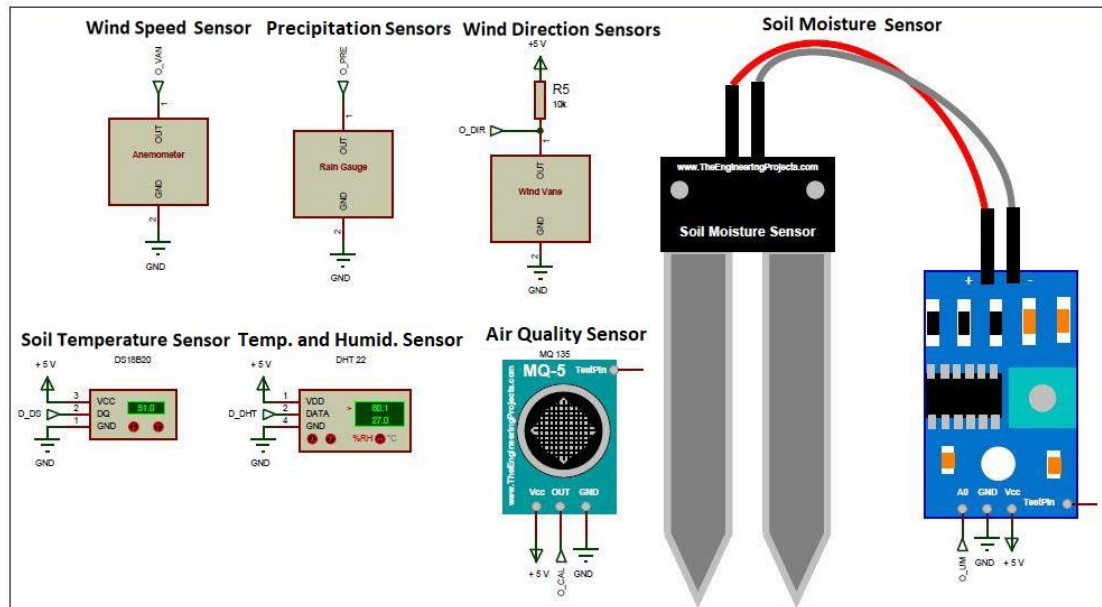 Wind Speed Sensor
Precipitation Sensors
Wind Direction Sensors
Soil Moisture Sensor
O_VAN
1
OUT
Anemometer
GND
2
GND
O_PRE
1
OUT
Rain Gauge
GND
2
GND
+5 V
R5
10k
O_DIR
1
OUT
Wind Vane
GND
2
GND
www.TheEngineeringProjects.com
Soil Moisture Sensor
+ -
A0 GND Vcc
TestPin
O_UM
GND
+ 5 V
Soil Temperature Sensor
DS18B20
+ 5 V
D_DS
3 VCC
2 DQ
1 GND
51.0
GND
Temp. and Humid. Sensor
DHT 22
+ 5 V
D_DHT
1 VDD
2 DATA
4 GND
>
80.1
27.0
%RH °C
GND
Air Quality Sensor
MQ 135
MQ-5
TestPin
www.TheEngineeringProjects.com
Vcc OUT GND
+ 5 V
O_CAL
GND